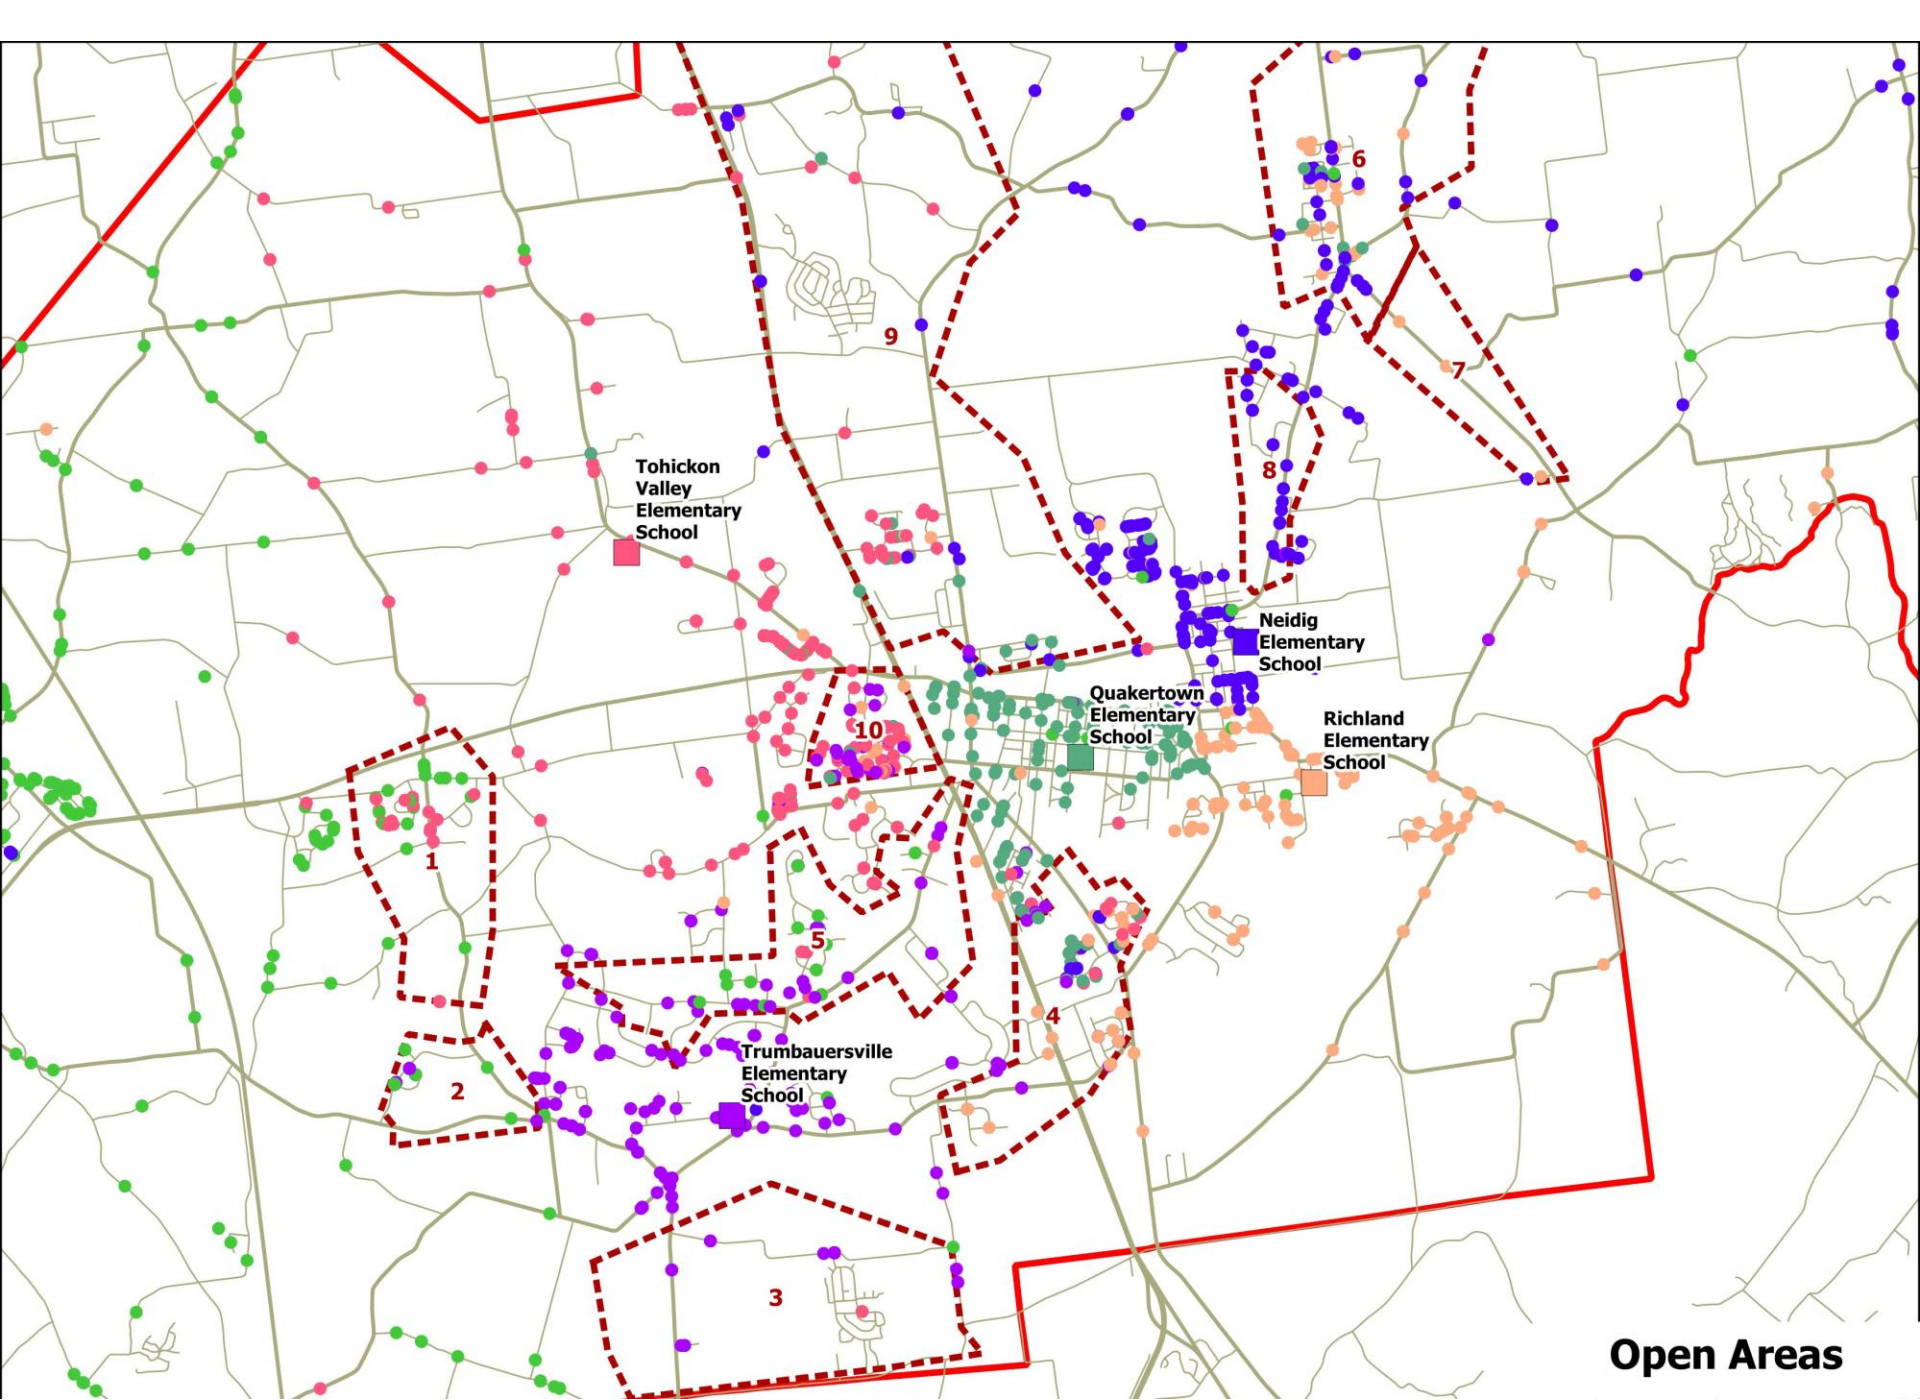 6
9
7
Tohickon
Valley
Elementary
School
8
Neidig
Elementary
School
Quakertown
Elementary
School
Richland
Elementary
School
10
1
5
4
Trumbauersville
Elementary
School
2
3
Open Areas